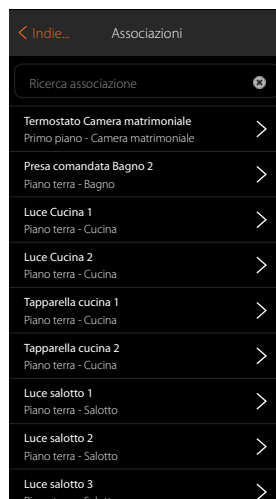 Indie... Associazioni
Ricerca associazione
Termostato Camera matrimoniale
Primo piano - Camera matrimoniale
Presa comandata Bagno 2
Piano terra - Bagno
Luce Cucina 1
Piano terra - Cucina
Luce Cucina 2
Piano terra - Cucina
Tapparella cucina 1
Piano terra - Cucina
Tapparella cucina 2
Piano terra - Cucina
Luce salotto 1
Piano terra - Salotto
Luce salotto 2
Piano terra - Salotto
Luce salotto 3